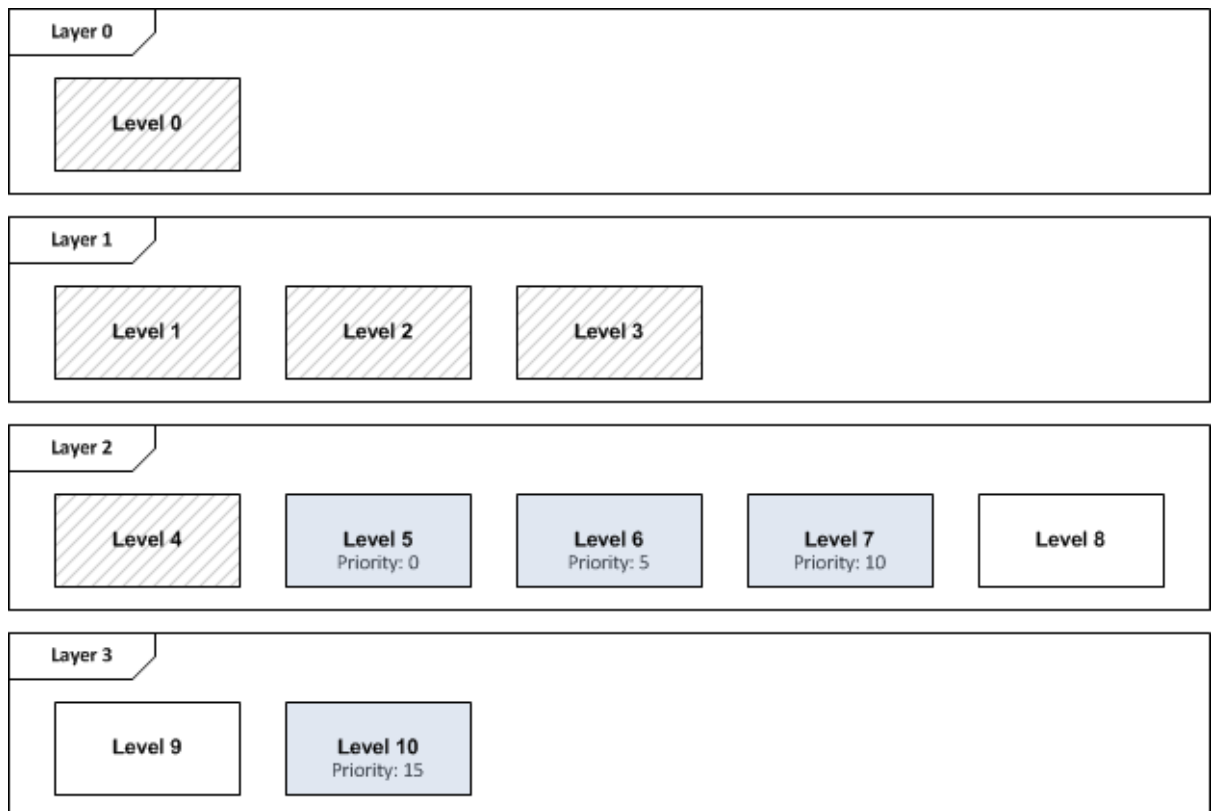 Layer 0
Level 0
Layer 1
Level 1
Level 2
Level 3
Layer 2
Level 4
Level 5
Priority: 0
Level 6
Priority: 5
Level 7
Priority: 10
Level 8
Layer 3
Level 9
Level 10
Priority: 15